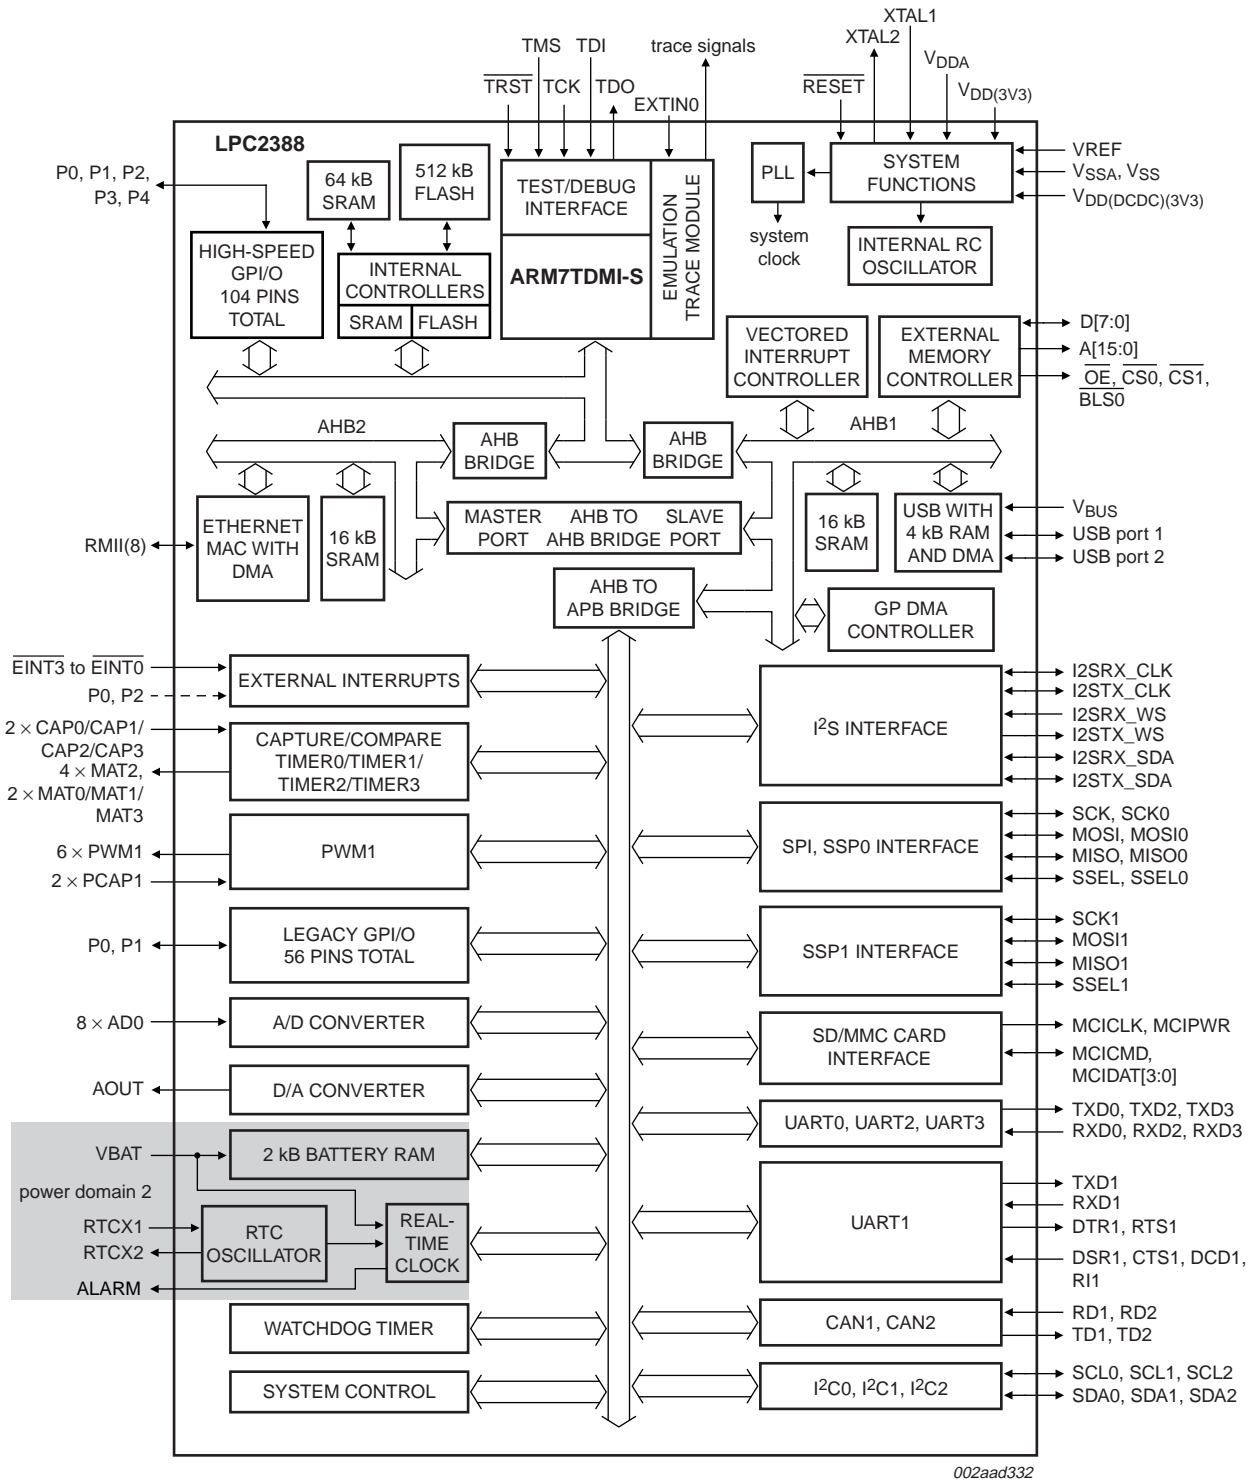 XTAL1
XTAL2
TMS TDI
trace signals
VDDA
TRST TCK TDO
RESET
VDD(3V3)
EXTIN0
LPC2388
P0, P1, P2,
P3, P4
64 kB
SRAM
512 kB
FLASH
TEST/DEBUG
INTERFACE
EMULATION
TRACE MODULE
PLL
SYSTEM
FUNCTIONS
VREF
VSSA, VSS
VDD(DCDC)(3V3)
system
clock
HIGH-SPEED
GPI/O
104 PINS
TOTAL
INTERNAL
CONTROLLERS
SRAM FLASH
ARM7TDMI-S
INTERNAL RC
OSCILLATOR
VECTORED
INTERRUPT
CONTROLLER
EXTERNAL
MEMORY
CONTROLLER
D[7:0]
A[15:0]
OE, CS0, CS1,
BLS0
AHB2
AHB
BRIDGE
AHB
BRIDGE
AHB1
ETHERNET
MAC WITH
DMA
16 kB
SRAM
MASTER AHB TO SLAVE
PORT AHB BRIDGE PORT
16 kB
SRAM
USB WITH
4 kB RAM
AND DMA
VBUS
USB port 1
USB port 2
RMII(8)
AHB TO
APB BRIDGE
GP DMA
CONTROLLER
EINT3 to EINT0
P0, P2
EXTERNAL INTERRUPTS
I2SRX_CLK
I2STX_CLK
I2SRX_WS
I2STX_WS
I2SRX_SDA
I2STX_SDA
I²S INTERFACE
2 × CAP0/CAP1/
CAP2/CAP3
4 × MAT2,
2 × MAT0/MAT1/
MAT3
CAPTURE/COMPARE
TIMER0/TIMER1/
TIMER2/TIMER3
6 × PWM1
2 × PCAP1
PWM1
SPI, SSP0 INTERFACE
SCK, SCK0
MOSI, MOSI0
MISO, MISO0
SSEL, SSEL0
P0, P1
LEGACY GPI/O
56 PINS TOTAL
SSP1 INTERFACE
SCK1
MOSI1
MISO1
SSEL1
8 × AD0
A/D CONVERTER
SD/MMC CARD
INTERFACE
MCICLK, MCIPWR
MCICMD,
MCIDAT[3:0]
AOUT
D/A CONVERTER
UART0, UART2, UART3
TXD0, TXD2, TXD3
RXD0, RXD2, RXD3
VBAT
2 kB BATTERY RAM
power domain 2
RTCX1
RTCX2
ALARM
RTC
OSCILLATOR
REAL-
TIME
CLOCK
UART1
TXD1
RXD1
DTR1, RTS1
DSR1, CTS1, DCD1,
RI1
WATCHDOG TIMER
CAN1, CAN2
RD1, RD2
TD1, TD2
SYSTEM CONTROL
I²C0, I²C1, I²C2
SCL0, SCL1, SCL2
SDA0, SDA1, SDA2
002aad332